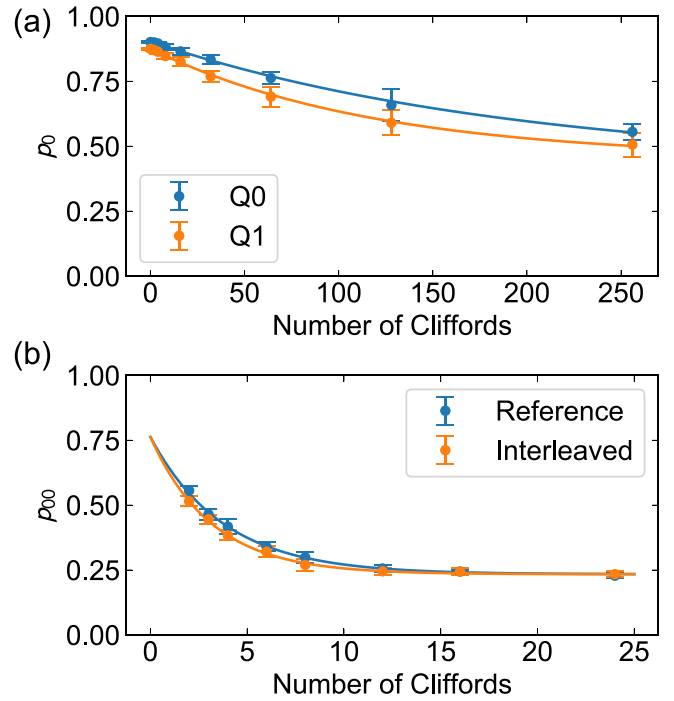 (a)
1.00
0.75
0.50
0.25
0.00
p0
Q0
Q1
0 50 100 150 200 250
Number of Cliffords
(b)
1.00
0.75
0.50
0.25
0.00
p00
Reference
Interleaved
0 5 10 15 20 25
Number of Cliffords